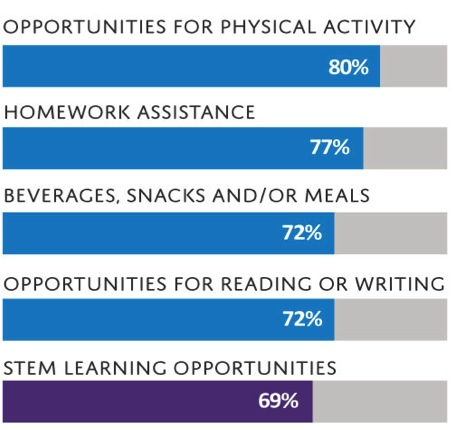 OPPORTUNITIES FOR PHYSICAL ACTIVITY
80%
HOMEWORK ASSISTANCE
77%
BEVERAGES, SNACKS AND/OR MEALS
72%
OPPORTUNITIES FOR READING OR WRITING
72%
STEM LEARNING OPPORTUNITIES
69%